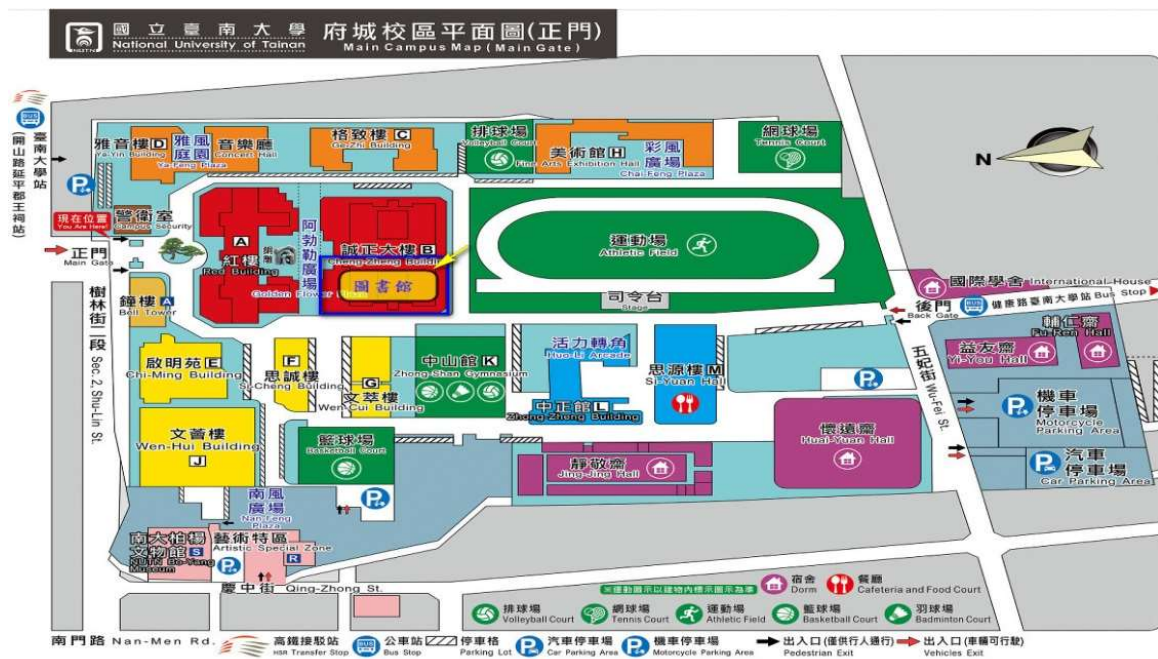 國立臺南大學 府城校區平面圖(正門)
National University of Tainan Main Campus Map (Main Gate)
NUTN
BUS
臺南大學站
(開山路延平郡王祠站)
雅音樓 D
Ya-Yin Building
雅風庭園
Ya-Feng Plaza
音樂廳
Concert Hall
格致樓 C
Ge-Zhi Building
排球場
Volleyball Court
美術館 H
Fine Arts Exhibition Hall
彩風廣場
Chai Feng Plaza
網球場
Tennis Court
N
警衛室
Campus Security
現在位置
You Are Here!
正門
Main Gate
A
紅樓
Red Building
阿勃勒廣場
Golden Flower
誠正大樓 B
Cheng-Zheng Buildi
圖書館
運動場
Athletic Field
司令台
Stage
國際學舍 International House
後門
Back Gate
BUS 健康路臺南大學站 Bus Stop
鐘樓 A
Bell Tower
樹林街二段 Sec. 2, Shu-Lin St.
啟明苑 E
Chi-Ming Building
F
思誠樓
Si-Cheng Building
G
文萃樓
Wen-Cui Building
中山館 K
Zhong-Shan Gymnasium
活力轉角
Huo-Li Arcade
中正館 L
Zhong-Zheng Building
思源樓 M
Si-Yuan Hall
五妃街 Wu-Fei St.
益友齋
Yi-You Hall
輔仁齋
Fu-Ren Hall
機車停車場
Motorcycle Parking Area
汽車停車場
Car Parking Area
文薈樓
Wen-Hui Building
J
籃球場
Basketball Court
靜敬齋
Jing-Jing Hall
懷遠齋
Huai-Yuan Hall
南風廣場
Nan-Feng Plaza
南大柏楊文物館 S
NUTN Bo-Yang Museum
藝術特區
Artistic Special Zone
R
慶中街 Qing-Zhong St.
※運動圖示以建物內標示圖示為準
宿舍
Dorm
餐廳
Cafeteria and Food Court
排球場
Volleyball Court
網球場
Tennis Court
運動場
Athletic Field
籃球場
Basketball Court
羽球場
Badminton Court
南門路 Nan-Men Rd.
高鐵接駁站
HSR Transfer Stop
公車站
Bus Stop
停車格
Parking Lot
汽車停車場
Car Parking Area
機車停車場
Motorcycle Parking Area
出入口(僅供行人通行)
Pedestrian Exit
出入口(車輛可行駛)
Vehicles Exit